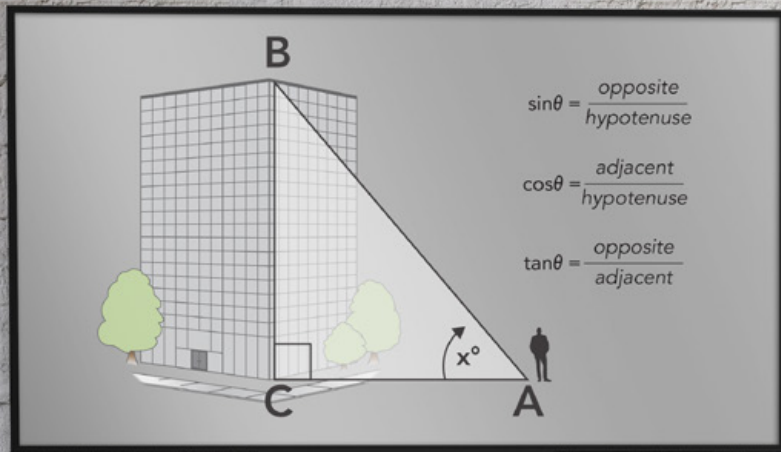 B
sinθ = opposite
hypotenuse
cosθ = adjacent
hypotenuse
tanθ = opposite
adjacent
x°
C
A